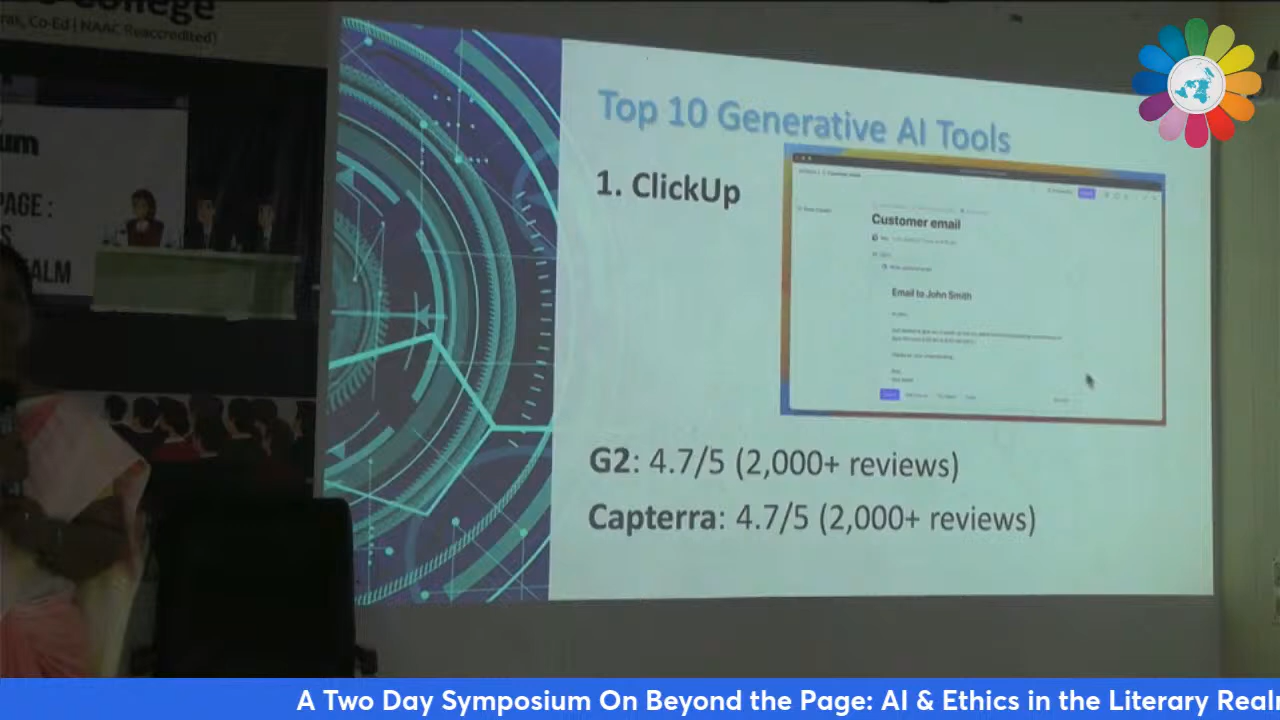 College
Co-Ed | NAAC Reaccredited)
um
PAGE :
S
ALM
Top 10 Generative AI Tools
1. ClickUp
Customer email
Email to John Smith
G2: 4.7/5 (2,000+ reviews)
Capterra: 4.7/5 (2,000+ reviews)
A Two Day Symposium On Beyond the Page: AI & Ethics in the Literary Real